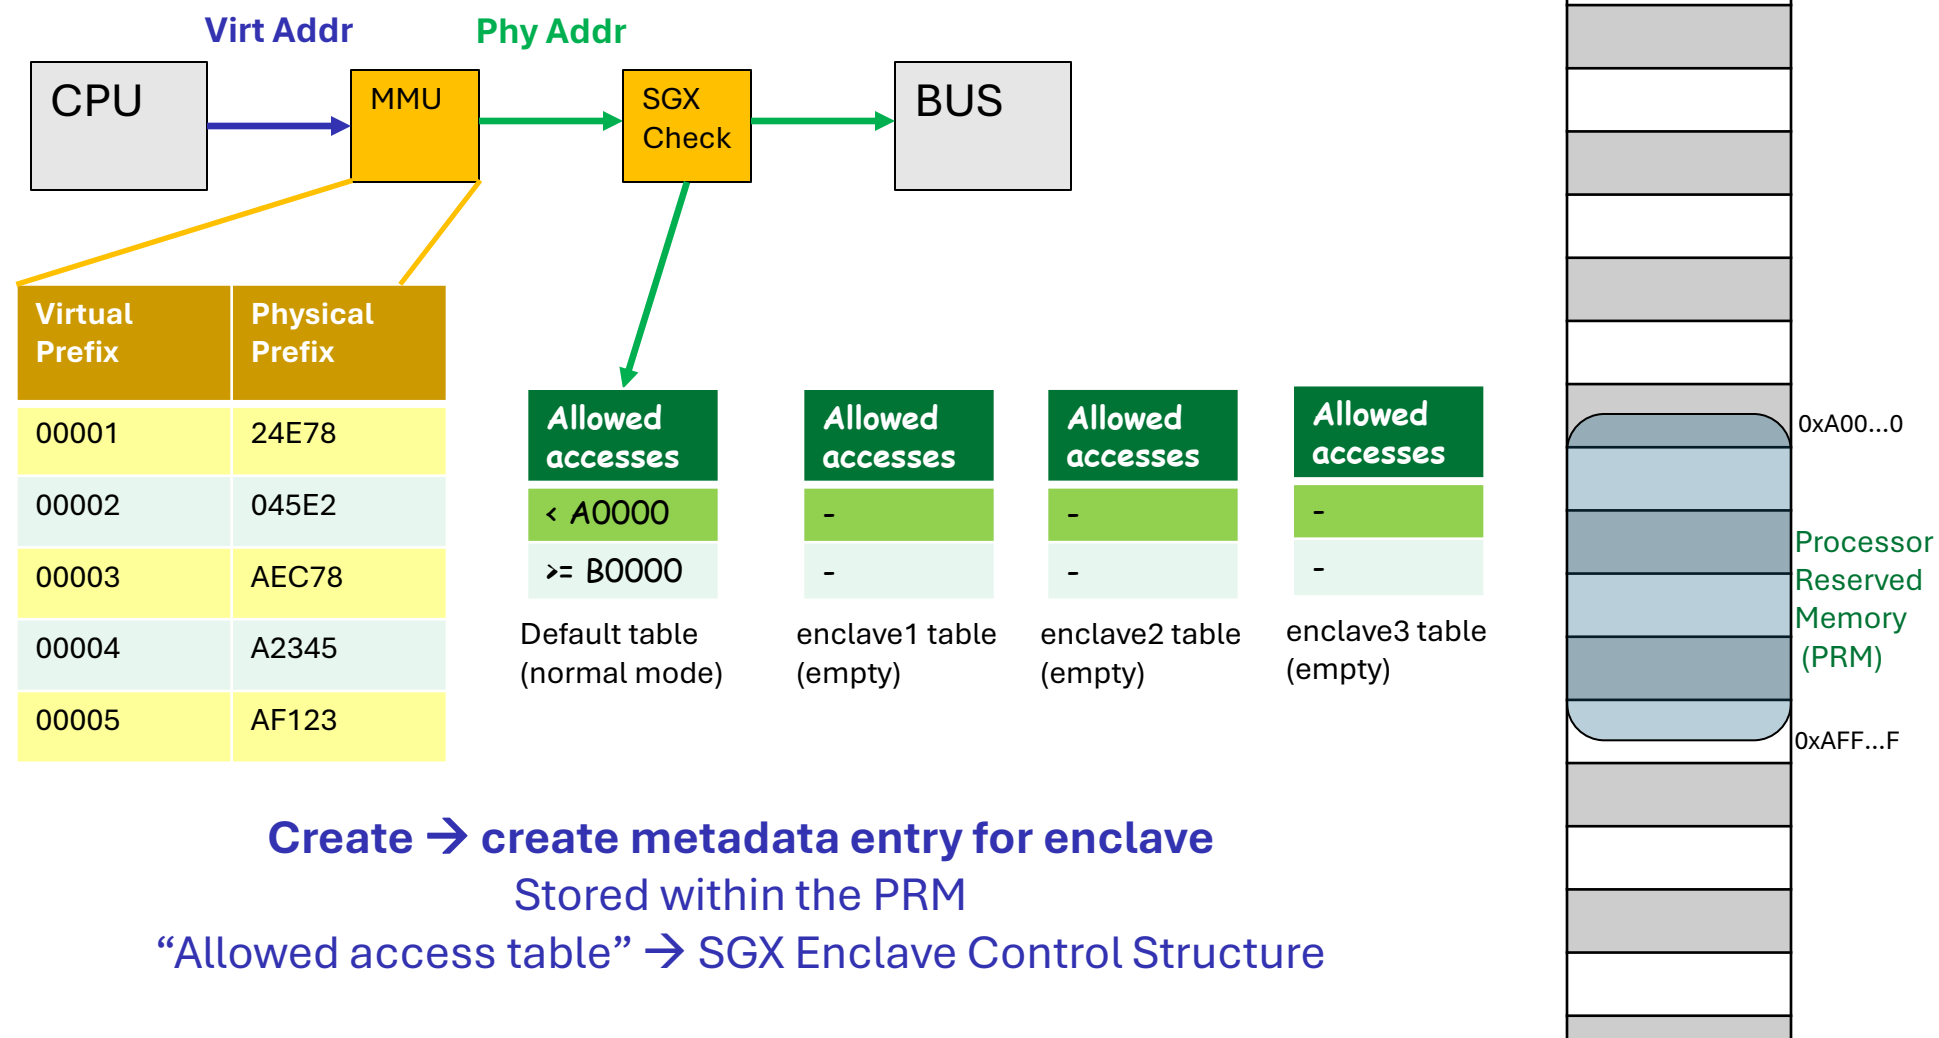 Virt Addr
Phy Addr
CPU
MMU
SGX
Check
BUS
Virtual
Prefix
Physical
Prefix
00001
24E78
00002
045E2
00003
AEC78
00004
A2345
00005
AF123
Allowed
accesses
< A0000
>= B0000
Default table
(normal mode)
Allowed
accesses
-
-
enclave1 table
(empty)
Allowed
accesses
-
-
enclave2 table
(empty)
Allowed
accesses
-
-
enclave3 table
(empty)
0xA00...0
Processor
Reserved
Memory
(PRM)
0xAFF...F
Create → create metadata entry for enclave
Stored within the PRM
“Allowed access table” → SGX Enclave Control Structure